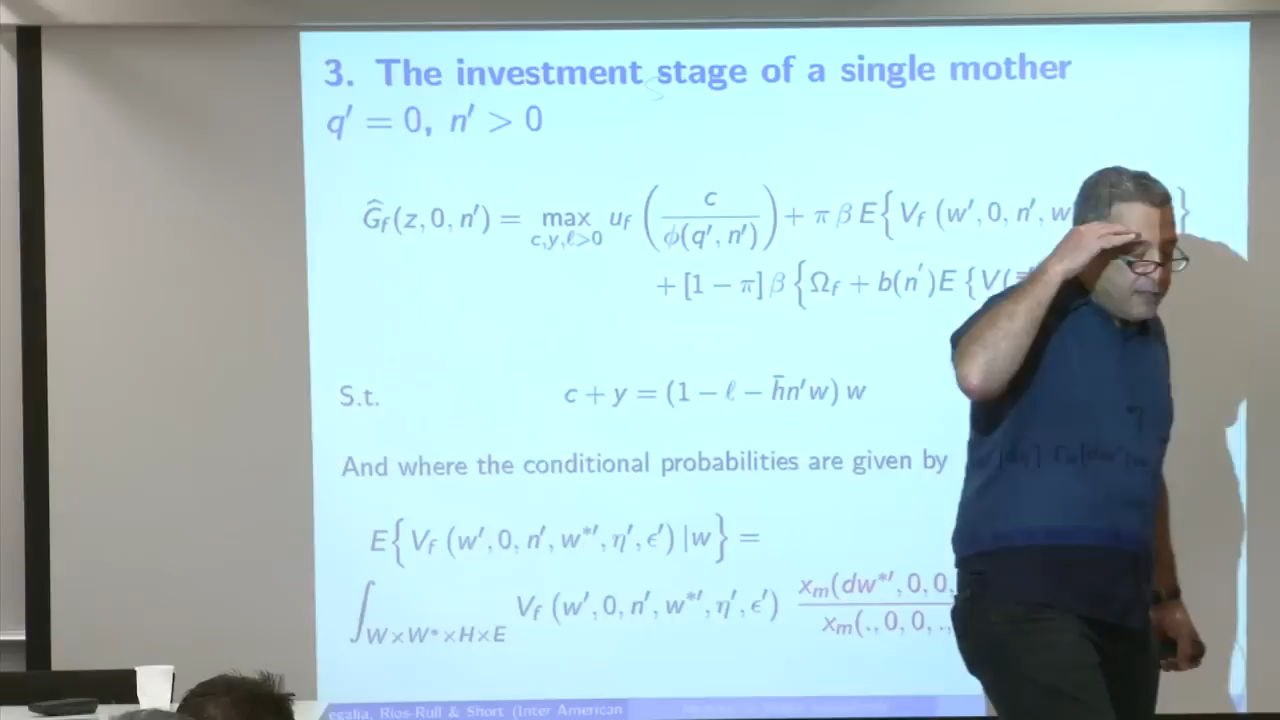 3. The investment stage of a single mother
q′ = 0, n′ > 0
Ĝ_f(z, 0, n′) = max_{c,y,ℓ>0} u_f ( c / ϕ(q′, n′) ) + π β E{ V_f (w′, 0, n′, w }
+ [1 − π] β { Ω_f + b(n′)E {V(
S.t. c + y = (1 − ℓ − h̄n′w) w
And where the conditional probabilities are given by
E{ V_f (w′, 0, n′, w*′, η′, ϵ′) |w} =
∫_{W×W*×H×E} V_f (w′, 0, n′, w*′, η′, ϵ′) x_m(dw*′, 0, 0, / x_m(., 0, 0, .,
egalia, Rios-Rull & Short (Inter American